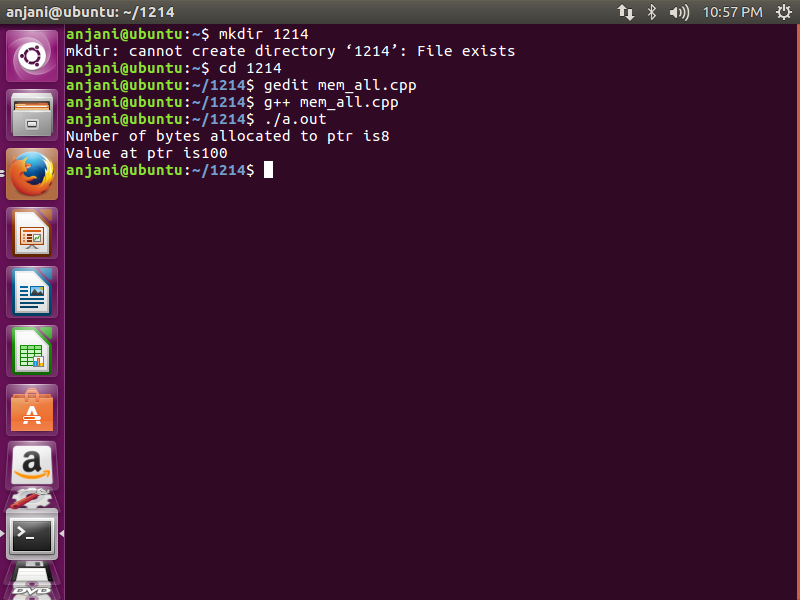 anjani@ubuntu: ~/1214
10:57 PM
anjani@ubuntu:~$ mkdir 1214
mkdir: cannot create directory ‘1214’: File exists
anjani@ubuntu:~$ cd 1214
anjani@ubuntu:~/1214$ gedit mem_all.cpp
anjani@ubuntu:~/1214$ g++ mem_all.cpp
anjani@ubuntu:~/1214$ ./a.out
Number of bytes allocated to ptr is8
Value at ptr is100
anjani@ubuntu:~/1214$
A
a
>_
DVD